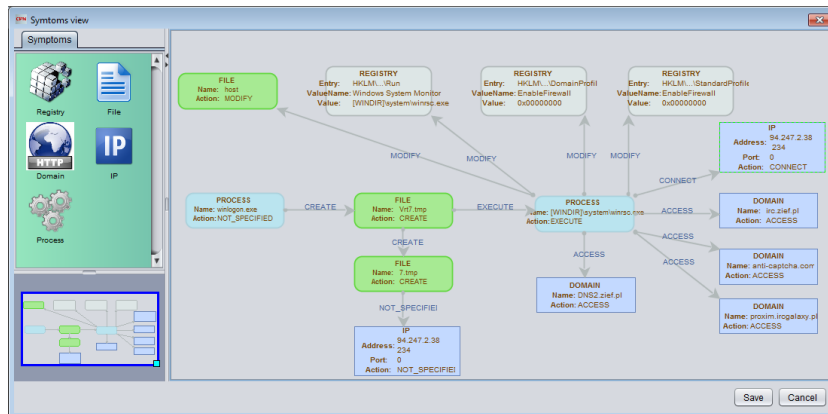 Symtoms view
Symptoms
Registry
File
HTTP
Domain
IP
IP
Process
FILE
Name: host
Action: MODIFY
REGISTRY
Entry: HKLM\...\Run
ValueName: Windows System Monitor
Value: [WINDIR]\system\winrsc.exe
REGISTRY
Entry: HKLM\...\DomainProfil
ValueName: EnableFirewall
Value: 0x00000000
REGISTRY
Entry: HKLM\...\StandardProfile
ValueName: EnableFirewall
Value: 0x00000000
IP
Address: 94.247.2.38
234
Port: 0
Action: CONNECT
MODIFY
MODIFY
MODIFY
MODIFY
CONNECT
PROCESS
Name: winlogon.exe
Action: NOT_SPECIFIED
CREATE
FILE
Name: Vrt7.tmp
Action: CREATE
EXECUTE
PROCESS
Name: [WINDIR]\system\winrsc.exe
Action: EXECUTE
ACCESS
DOMAIN
Name: irc.zief.pl
Action: ACCESS
CREATE
ACCESS
ACCESS
ACCESS
FILE
Name: 7.tmp
Action: CREATE
DOMAIN
Name: anti-captcha.com
Action: ACCESS
DOMAIN
Name: DNS2.zief.pl
Action: ACCESS
NOT_SPECIFIEI
DOMAIN
Name: proxim.ircgalaxy.pl
Action: ACCESS
IP
Address: 94.247.2.38
234
Port: 0
Action: NOT_SPECIFIEI
Save
Cancel